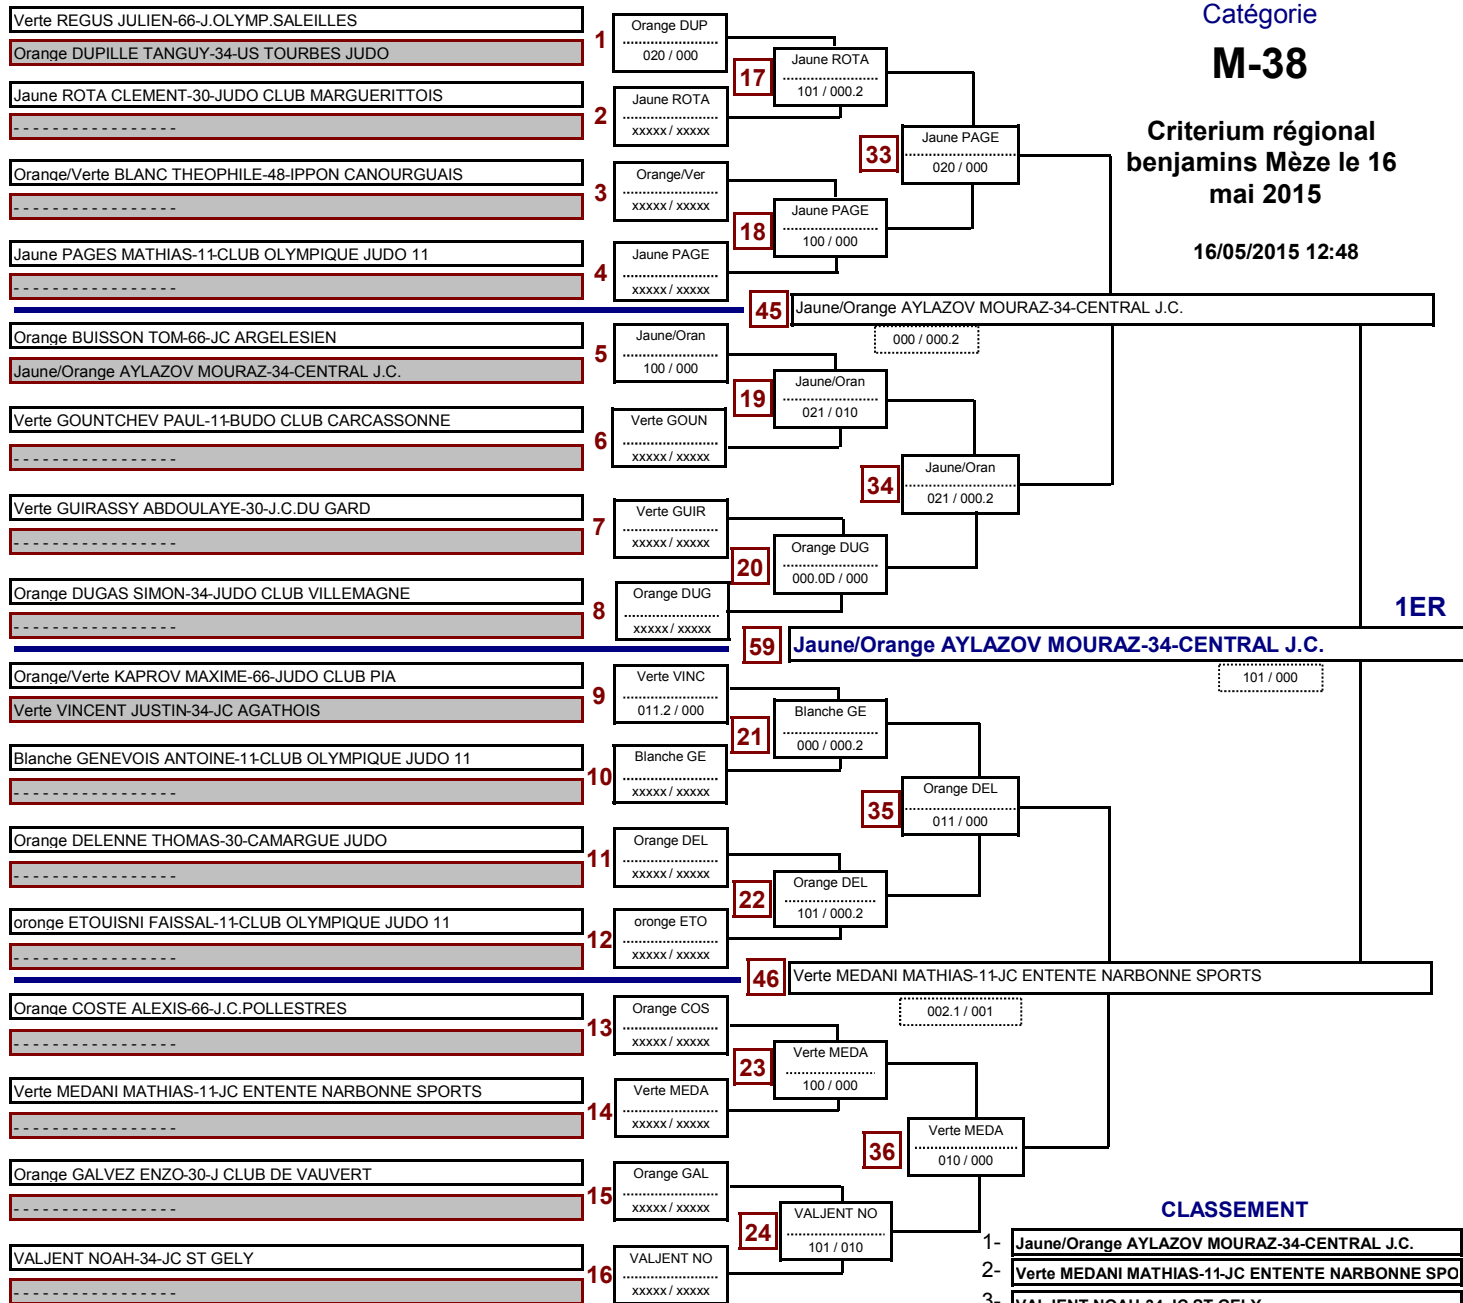 Catégorie
M-38
Criterium régional
benjamins Mèze le 16
mai 2015
16/05/2015 12:48
Verte REGUS JULIEN-66-J.OLYMP.SALEILLES
Orange DUPILLE TANGUY-34-US TOURBES JUDO
1
Orange DUP
020 / 000
Jaune ROTA CLEMENT-30-JUDO CLUB MARGUERITTOIS
- - - - - - - - - - - - - - - - -
2
Jaune ROTA
xxxxx / xxxxx
17
Jaune ROTA
101 / 000.2
Orange/Verte BLANC THEOPHILE-48-IPPON CANOURGUAIS
- - - - - - - - - - - - - - - - -
3
Orange/Ver
xxxxx / xxxxx
Jaune PAGES MATHIAS-11-CLUB OLYMPIQUE JUDO 11
- - - - - - - - - - - - - - - - -
4
Jaune PAGE
xxxxx / xxxxx
18
Jaune PAGE
100 / 000
33
Jaune PAGE
020 / 000
45
Jaune/Orange AYLAZOV MOURAZ-34-CENTRAL J.C.
000 / 000.2
Orange BUISSON TOM-66-JC ARGELESIEN
Jaune/Orange AYLAZOV MOURAZ-34-CENTRAL J.C.
5
Jaune/Oran
100 / 000
Verte GOUNTCHEV PAUL-11-BUDO CLUB CARCASSONNE
- - - - - - - - - - - - - - - - -
6
Verte GOUN
xxxxx / xxxxx
19
Jaune/Oran
021 / 010
Verte GUIRASSY ABDOULAYE-30-J.C.DU GARD
- - - - - - - - - - - - - - - - -
7
Verte GUIR
xxxxx / xxxxx
Orange DUGAS SIMON-34-JUDO CLUB VILLEMAGNE
- - - - - - - - - - - - - - - - -
8
Orange DUG
xxxxx / xxxxx
20
Orange DUG
000.0D / 000
34
Jaune/Oran
021 / 000.2
1ER
59
Jaune/Orange AYLAZOV MOURAZ-34-CENTRAL J.C.
101 / 000
Orange/Verte KAPROV MAXIME-66-JUDO CLUB PIA
Verte VINCENT JUSTIN-34-JC AGATHOIS
9
Verte VINC
011.2 / 000
Blanche GENEVOIS ANTOINE-11-CLUB OLYMPIQUE JUDO 11
- - - - - - - - - - - - - - - - -
10
Blanche GE
xxxxx / xxxxx
21
Blanche GE
000 / 000.2
Orange DELENNE THOMAS-30-CAMARGUE JUDO
- - - - - - - - - - - - - - - - -
11
Orange DEL
xxxxx / xxxxx
oronge ETOUISNI FAISSAL-11-CLUB OLYMPIQUE JUDO 11
- - - - - - - - - - - - - - - - -
12
oronge ETO
xxxxx / xxxxx
22
Orange DEL
101 / 000.2
35
Orange DEL
011 / 000
46
Verte MEDANI MATHIAS-11-JC ENTENTE NARBONNE SPORTS
002.1 / 001
Orange COSTE ALEXIS-66-J.C.POLLESTRES
- - - - - - - - - - - - - - - - -
13
Orange COS
xxxxx / xxxxx
Verte MEDANI MATHIAS-11-JC ENTENTE NARBONNE SPORTS
- - - - - - - - - - - - - - - - -
14
Verte MEDA
xxxxx / xxxxx
23
Verte MEDA
100 / 000
Orange GALVEZ ENZO-30-J CLUB DE VAUVERT
- - - - - - - - - - - - - - - - -
15
Orange GAL
xxxxx / xxxxx
VALJENT NOAH-34-JC ST GELY
- - - - - - - - - - - - - - - - -
16
VALJENT NO
xxxxx / xxxxx
24
VALJENT NO
101 / 010
36
Verte MEDA
010 / 000
CLASSEMENT
1- Jaune/Orange AYLAZOV MOURAZ-34-CENTRAL J.C.
2- Verte MEDANI MATHIAS-11-JC ENTENTE NARBONNE SPO
3- VALJENT NOAH-34-JC ST GELY